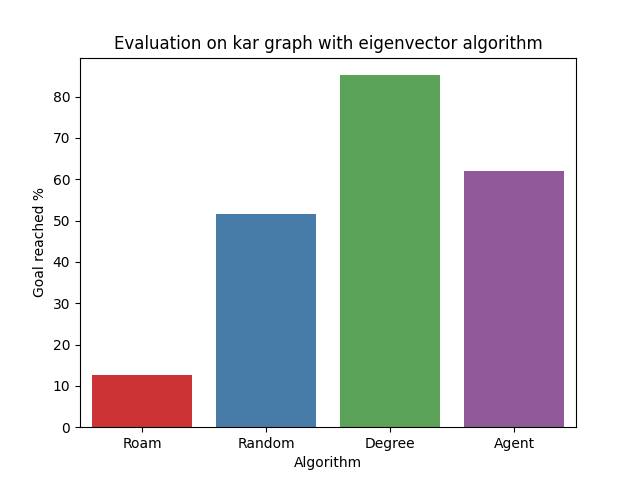 Evaluation on kar graph with eigenvector algorithm
Goal reached %
80
70
60
50
40
30
20
10
0
Roam Random Degree Agent
Algorithm